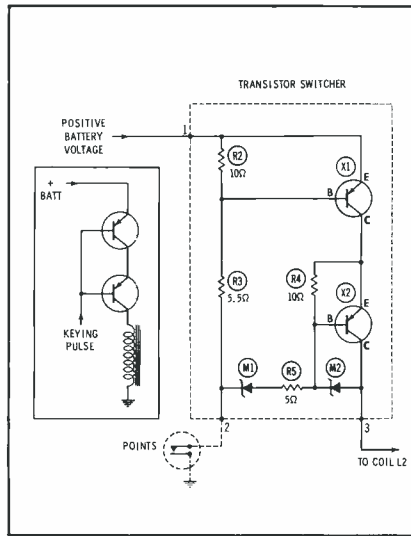 TRANSISTOR SWITCHER
POSITIVE
BATTERY
VOLTAGE
1
R2
10Ω
X1
E
B
C
+
BATT
R3
5.5Ω
R4
10Ω
X2
E
B
C
KEYING
PULSE
M1
R5
5Ω
M2
POINTS
2
3
TO COIL L2